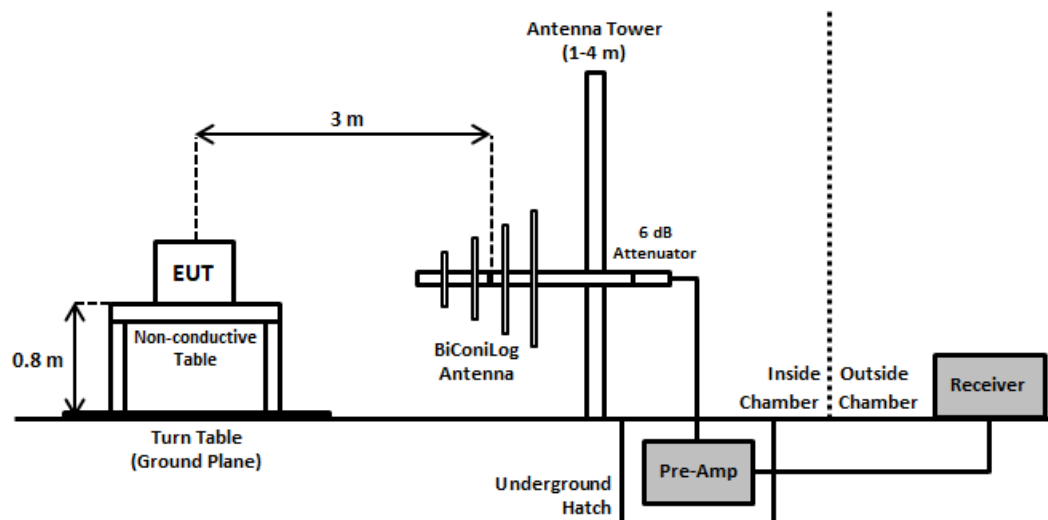 Antenna Tower
(1-4 m)
3 m
6 dB
Attenuator
EUT
Non-conductive
Table
0.8 m
BiConiLog
Antenna
Inside
Chamber
Outside
Chamber
Receiver
Turn Table
(Ground Plane)
Pre-Amp
Underground
Hatch